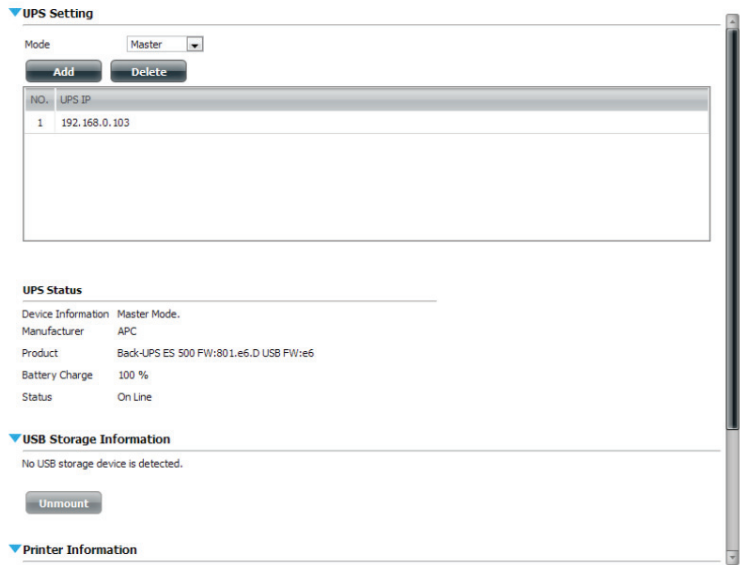 UPS Setting
Mode Master
Add Delete
NO. UPS IP
1 192.168.0.103
UPS Status
Device Information Master Mode.
Manufacturer APC
Product Back-UPS ES 500 FW:801.e6.D USB FW:e6
Battery Charge 100 %
Status On Line
USB Storage Information
No USB storage device is detected.
Unmount
Printer Information